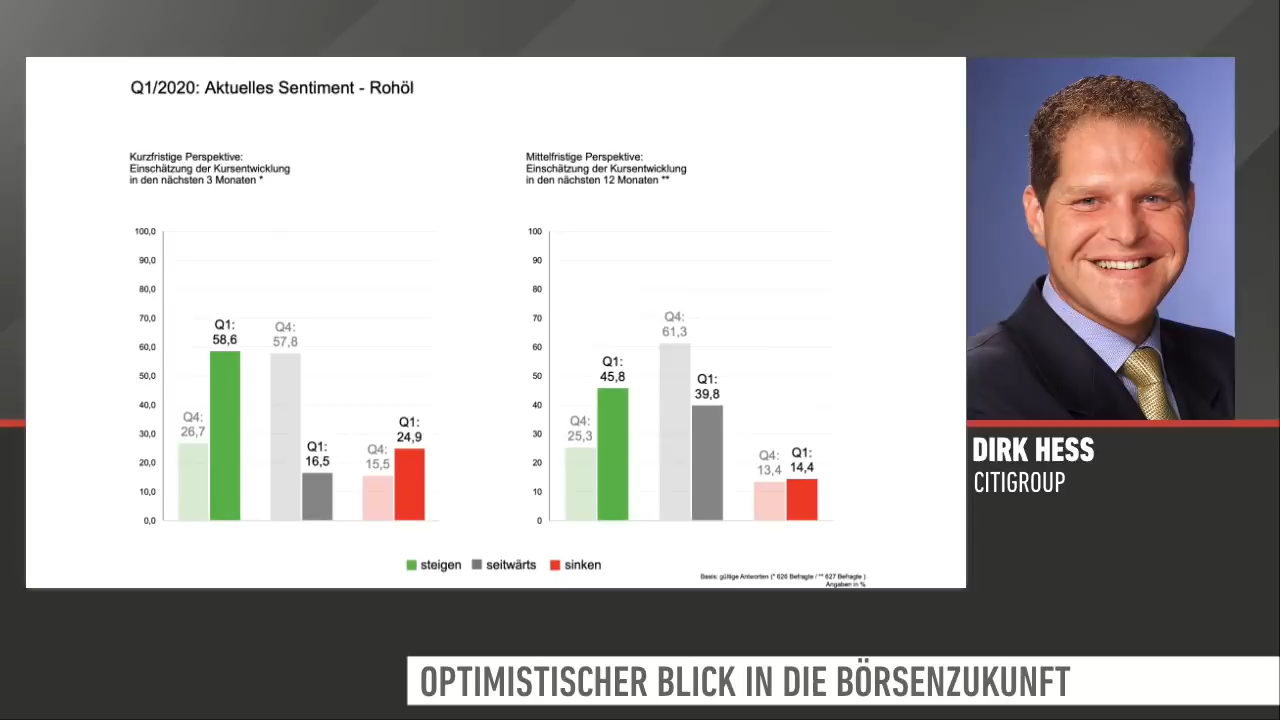 Q1/2020: Aktuelles Sentiment - Rohöl
Kurzfristige Perspektive:
Einschätzung der Kursentwicklung
in den nächsten 3 Monaten *
100,0
90,0
80,0
70,0
60,0
50,0
40,0
30,0
20,0
10,0
0,0
Q4:
26,7
Q1:
58,6
Q4:
57,8
Q1:
16,5
Q4:
15,5
Q1:
24,9
Mittelfristige Perspektive:
Einschätzung der Kursentwicklung
in den nächsten 12 Monaten **
100
90
80
70
60
50
40
30
20
10
0
Q4:
25,3
Q1:
45,8
Q4:
61,3
Q1:
39,8
Q4:
13,4
Q1:
14,4
steigen seitwärts sinken
Basis: gültige Antworten (* 626 Befragte / ** 627 Befragte )
Angaben in %
DIRK HESS
CITIGROUP
OPTIMISTISCHER BLICK IN DIE BÖRSENZUKUNFT